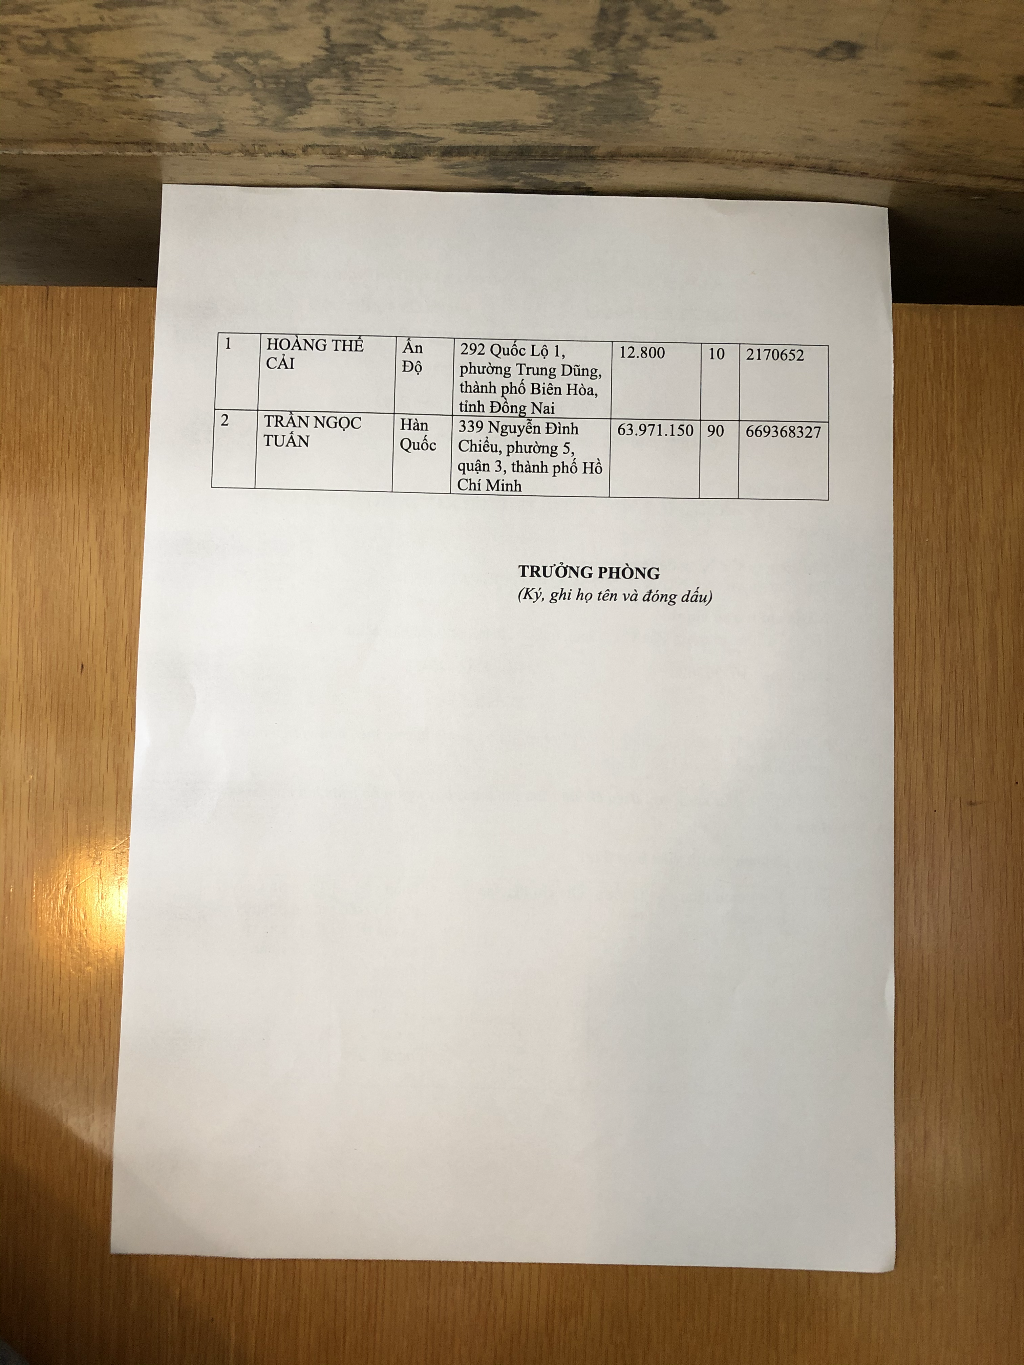 1 HOÀNG THẾ CẢI Ấn Độ 292 Quốc Lộ 1, phường Trung Dũng, thành phố Biên Hòa, tỉnh Đồng Nai 12.800 10 2170652
2 TRẦN NGỌC TUẤN Hàn Quốc 339 Nguyễn Đình Chiểu, phường 5, quận 3, thành phố Hồ Chí Minh 63.971.150 90 669368327
TRƯỞNG PHÒNG
(Ký, ghi họ tên và đóng dấu)